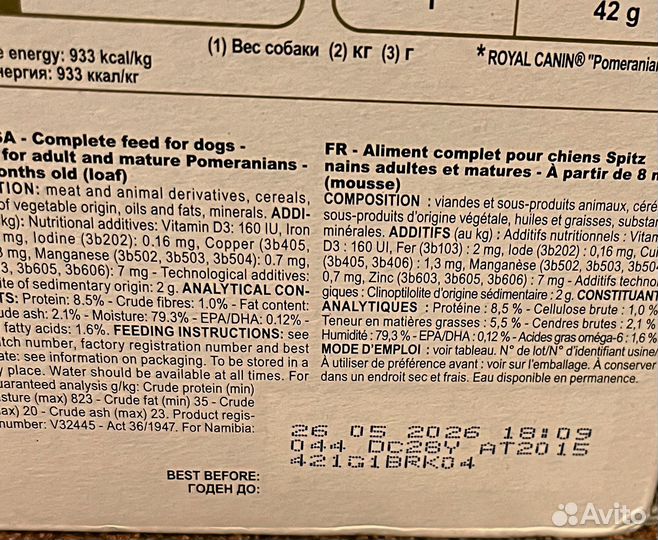 42 g
e energy: 933 kcal/kg
нергия: 933 ккал/кг
(1) Вес собаки (2) кг (3) г
* ROYAL CANIN® "Pomeranian
SA - Complete feed for dogs -
for adult and mature Pomeranians -
onths old (loaf)
TION: meat and animal derivatives, cereals,
of vegetable origin, oils and fats, minerals. ADDI-
kg): Nutritional additives: Vitamin D3: 160 IU, Iron
mg, Iodine (3b202): 0.16 mg, Copper (3b405,
mg, Manganese (3b502, 3b503, 3b504): 0.7 mg,
3, 3b605, 3b606): 7 mg - Technological additives:
ite of sedimentary origin: 2 g. ANALYTICAL CON-
TS: Protein: 8.5% - Crude fibres: 1.0% - Fat content:
ude ash: 2.1% - Moisture: 79.3% - EPA/DHA: 0.12% -
fatty acids: 1.6%. FEEDING INSTRUCTIONS: see
tch number, factory registration number and best
ate: see information on packaging. To be stored in a
y place. Water should be available at all times. For
uaranteed analysis g/kg: Crude protein (min)
sture (max) 823 - Crude fat (min) 35 - Crude
ax) 20 - Crude ash (max) 23. Product regis-
number: V32445 - Act 36/1947. For Namibia:
FR - Aliment complet pour chiens Spitz
nains adultes et matures - À partir de 8 m
(mousse)
COMPOSITION : viandes et sous-produits animaux, céré
sous-produits d'origine végétale, huiles et graisses, substan
minérales. ADDITIFS (au kg) : Additifs nutritionnels : Vita
D3 : 160 UI, Fer (3b103) : 2 mg, Iode (3b202) : 0,16 mg, Cui
(3b405, 3b406) : 1,3 mg, Manganèse (3b502, 3b503, 3b504
0,7 mg, Zinc (3b603, 3b605, 3b606) : 7 mg - Additifs techno
giques : Clinoptilolite d'origine sédimentaire : 2 g. CONSTITUANT
ANALYTIQUES : Protéine : 8,5 % - Cellulose brute : 1,0 %
Teneur en matières grasses : 5,5 % - Cendres brutes : 2,1 %
Humidité : 79,3 % - EPA/DHA : 0,12 % - Acides gras oméga-6 : 1,6 %
MODE D'EMPLOI : voir tableau. N° de lot/N° d'identifiant usine/
À utiliser de préférence avant : voir sur l'emballage. À conserver
dans un endroit sec et frais. Eau disponible en permanence.
26 05 2026 18:09
044 DC28Y AT2015
421G1BRK04
BEST BEFORE:
ГОДЕН ДО:
Avito